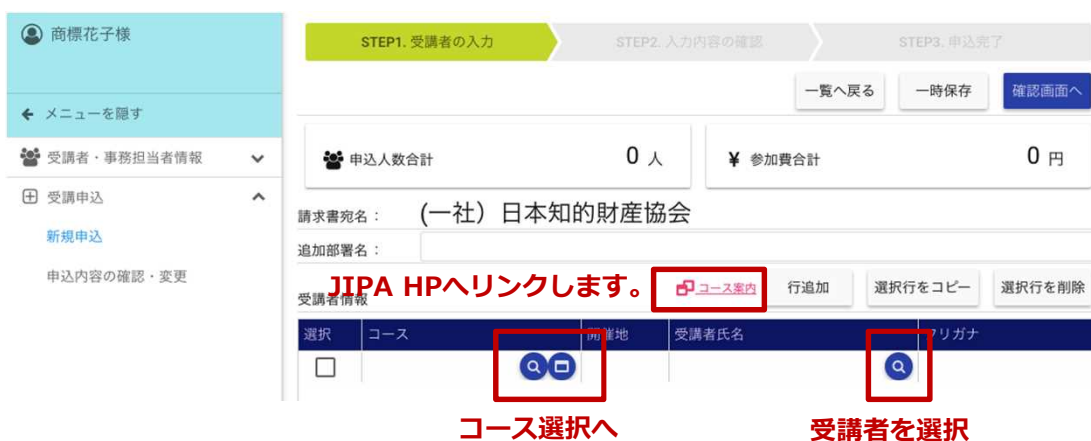 商標花子様
メニューを隠す
受講者・事務担当者情報
受講申込
新規申込
申込内容の確認・変更
STEP1. 受講者の入力
STEP2. 入力内容の確認
STEP3. 申込完了
一覧へ戻る
一時保存
確認画面へ
申込人数合計 0 人
¥ 参加費合計 0 円
請求書宛名： (一社）日本知的財産協会
追加部署名：
JIPA HPへリンクします。
受講者情報
コース案内
行追加
選択行をコピー
選択行を削除
選択 コース 開催地 受講者氏名 フリガナ
コース選択へ
受講者を選択